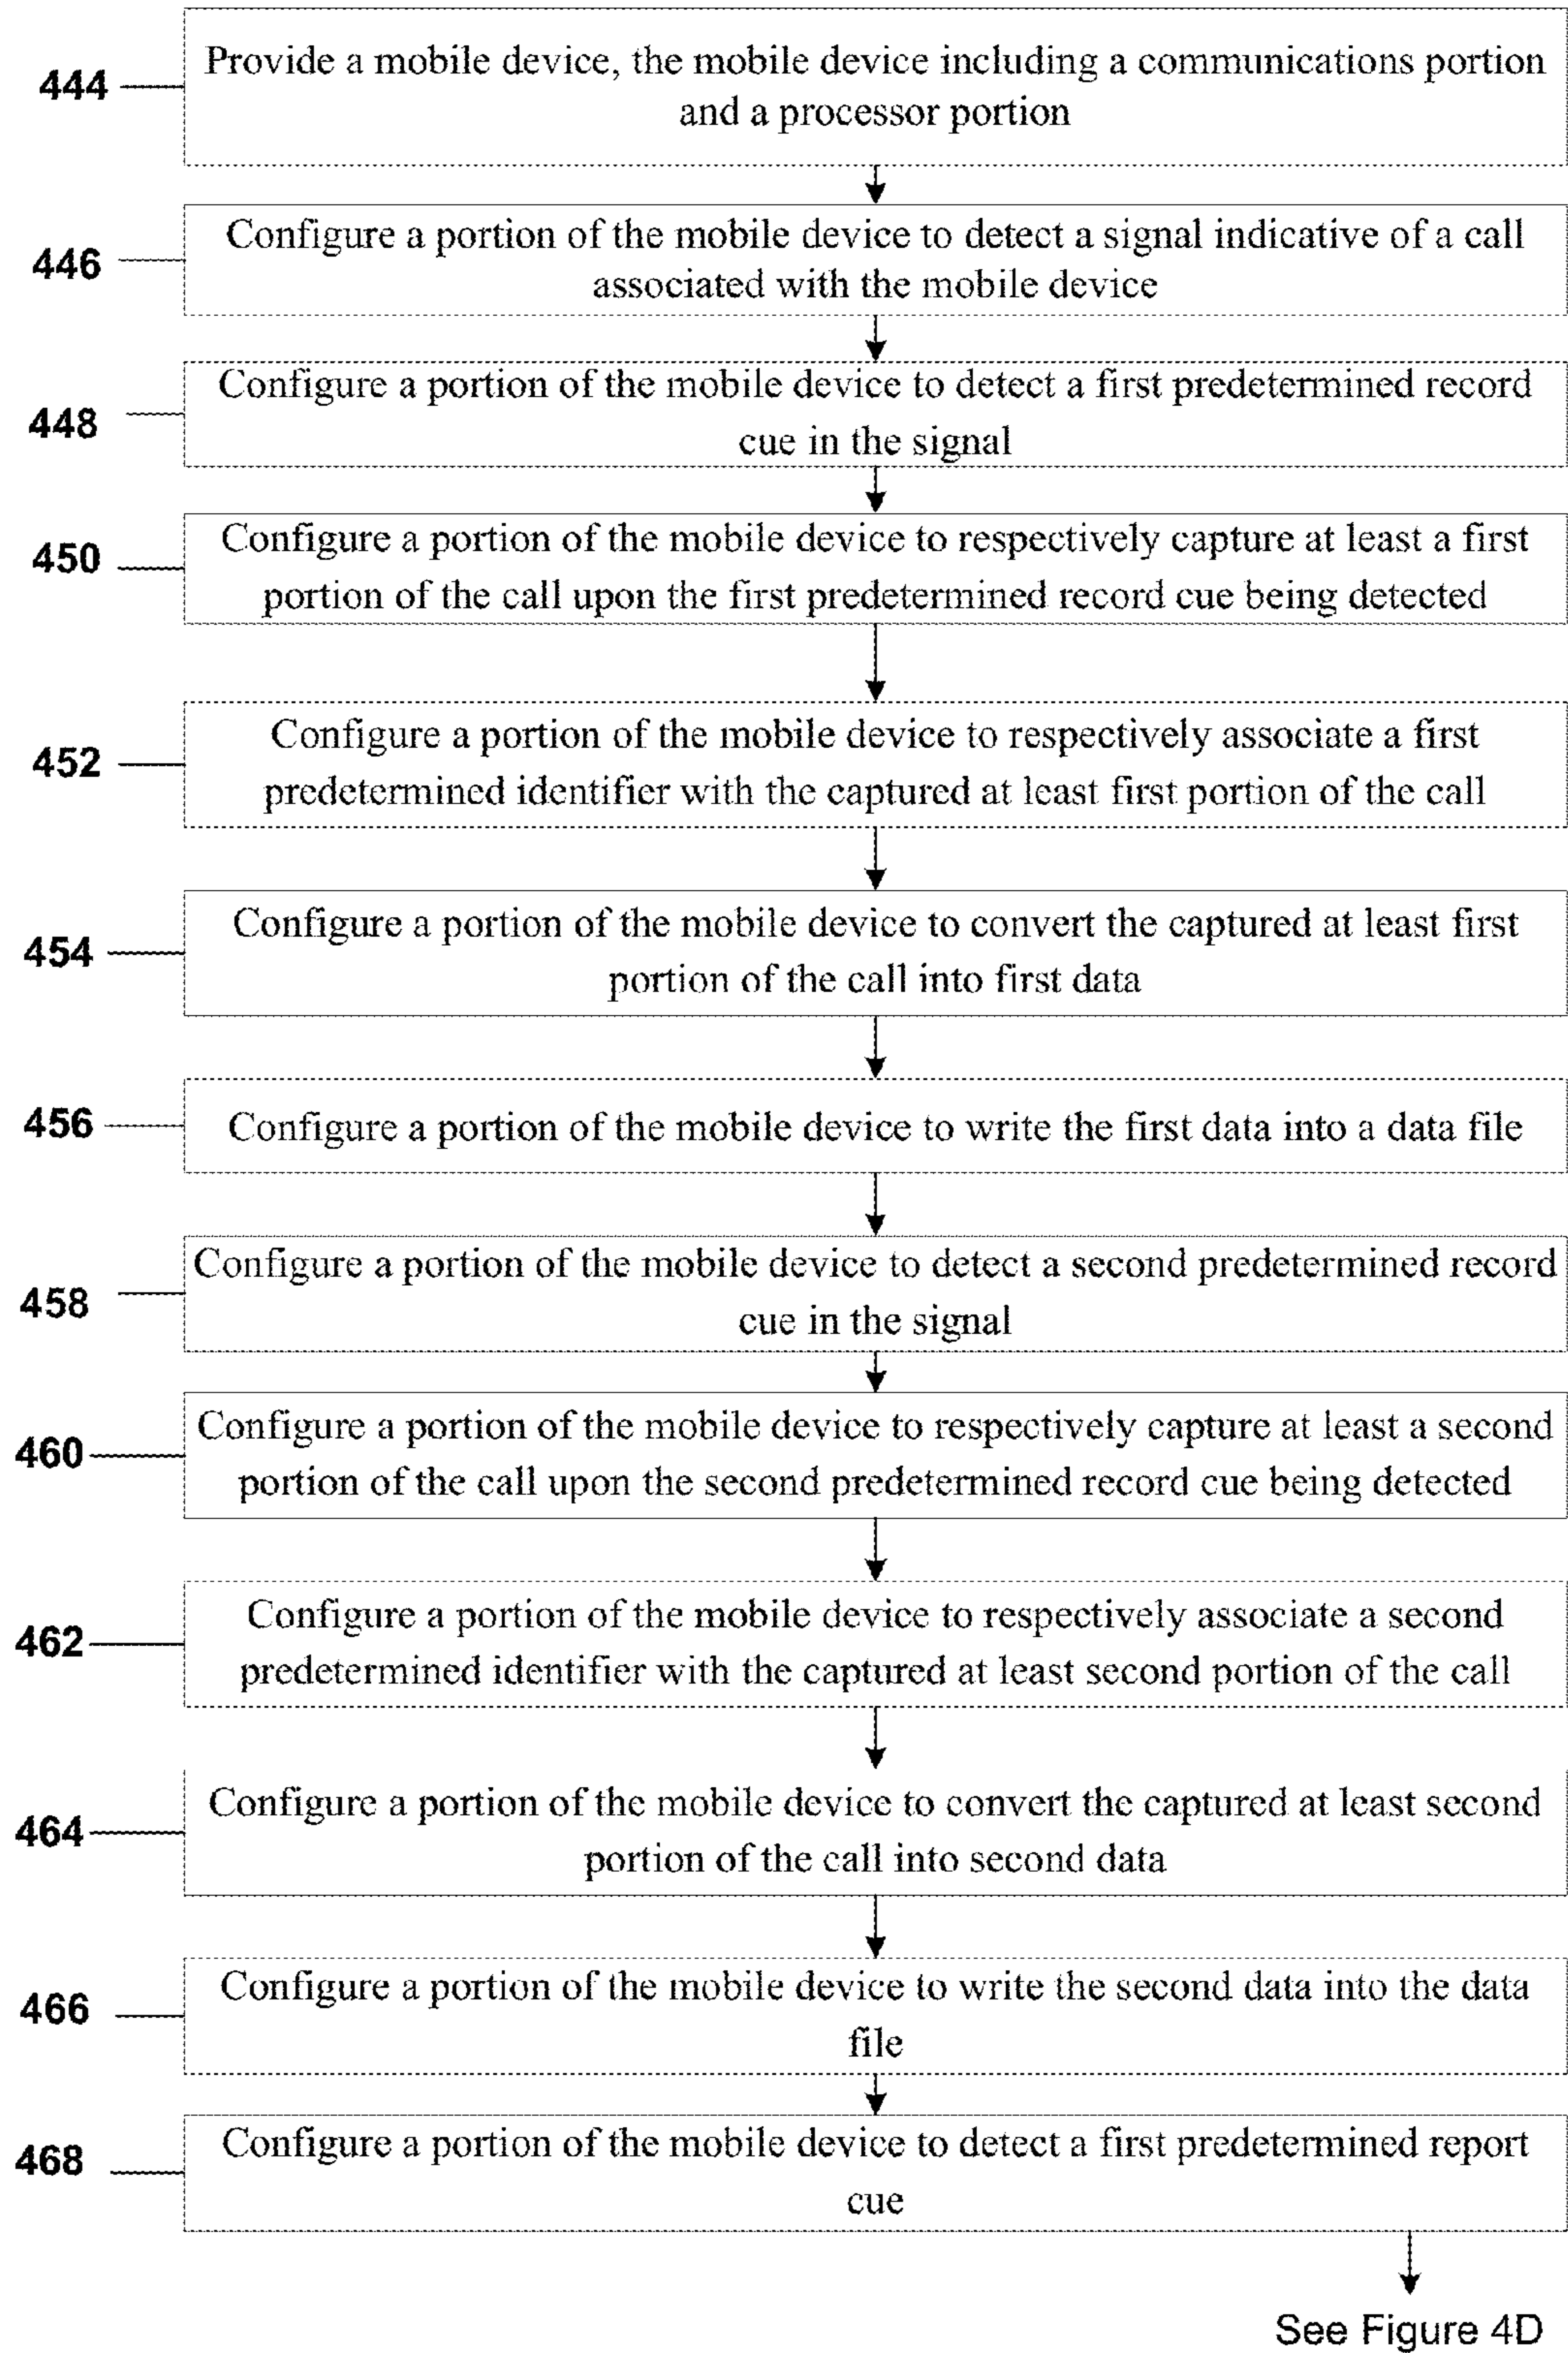 444
Provide a mobile device, the mobile device including a communications portion
and a processor portion
446
Configure a portion of the mobile device to detect a signal indicative of a call
associated with the mobile device
448
Configure a portion of the mobile device to detect a first predetermined record
cue in the signal
450
Configure a portion of the mobile device to respectively capture at least a first
portion of the call upon the first predetermined record cue being detected
452
Configure a portion of the mobile device to respectively associate a first
predetermined identifier with the captured at least first portion of the call
454
Configure a portion of the mobile device to convert the captured at least first
portion of the call into first data
456
Configure a portion of the mobile device to write the first data into a data file
458
Configure a portion of the mobile device to detect a second predetermined record
cue in the signal
460
Configure a portion of the mobile device to respectively capture at least a second
portion of the call upon the second predetermined record cue being detected
462
Configure a portion of the mobile device to respectively associate a second
predetermined identifier with the captured at least second portion of the call
464
Configure a portion of the mobile device to convert the captured at least second
portion of the call into second data
466
Configure a portion of the mobile device to write the second data into the data
file
468
Configure a portion of the mobile device to detect a first predetermined report
cue
See Figure 4D